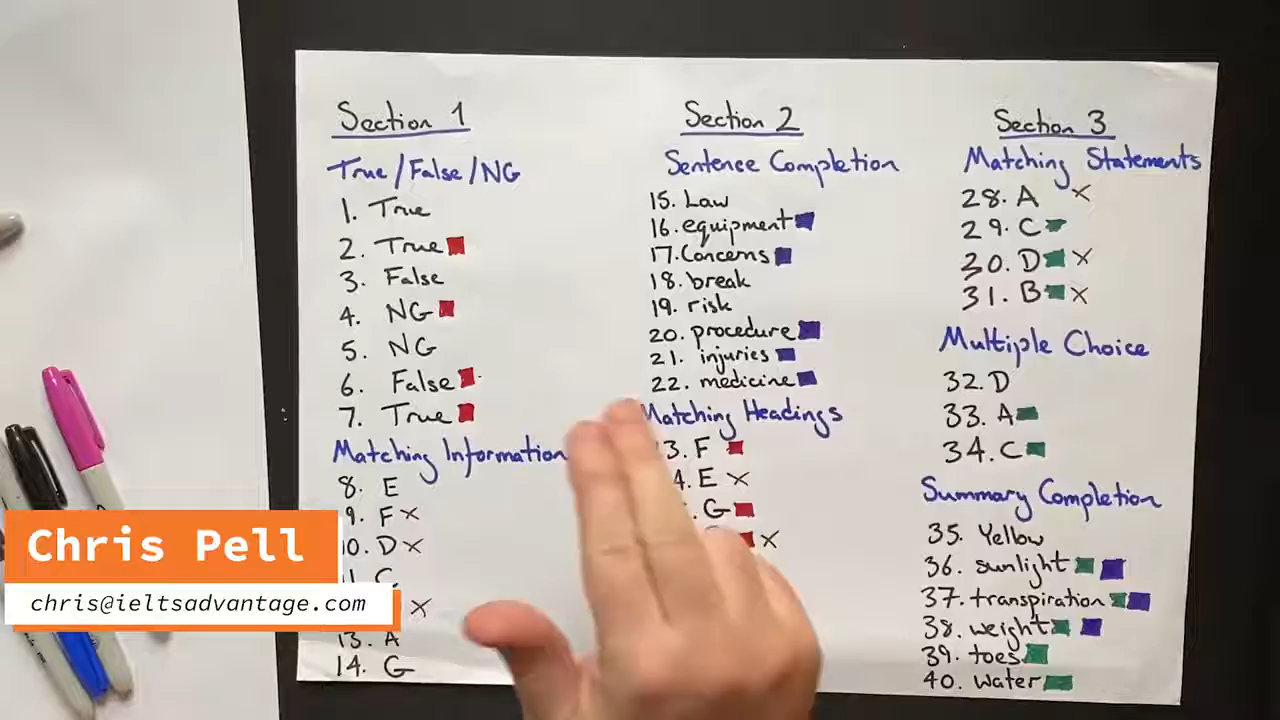 Section 1
True/False/NG
1. True
2. True
3. False
4. NG
5. NG
6. False
7. True
Matching Information
8. E
9. F ×
10. D ×
11. C
×
13. A
14. G
Section 2
Sentence Completion
15. Law
16. equipment
17. Concerns
18. break
19. risk
20. procedure
21. injuries
22. medicine
Matching Headings
3. F
4. E ×
G
×
Section 3
Matching Statements
28. A ×
29. C
30. D ×
31. B ×
Multiple Choice
32. D
33. A
34. C
Summary Completion
35. Yellow
36. sunlight
37. transpiration
38. weight
39. toes
40. water
Chris Pell
chris@ieltsadvantage.com